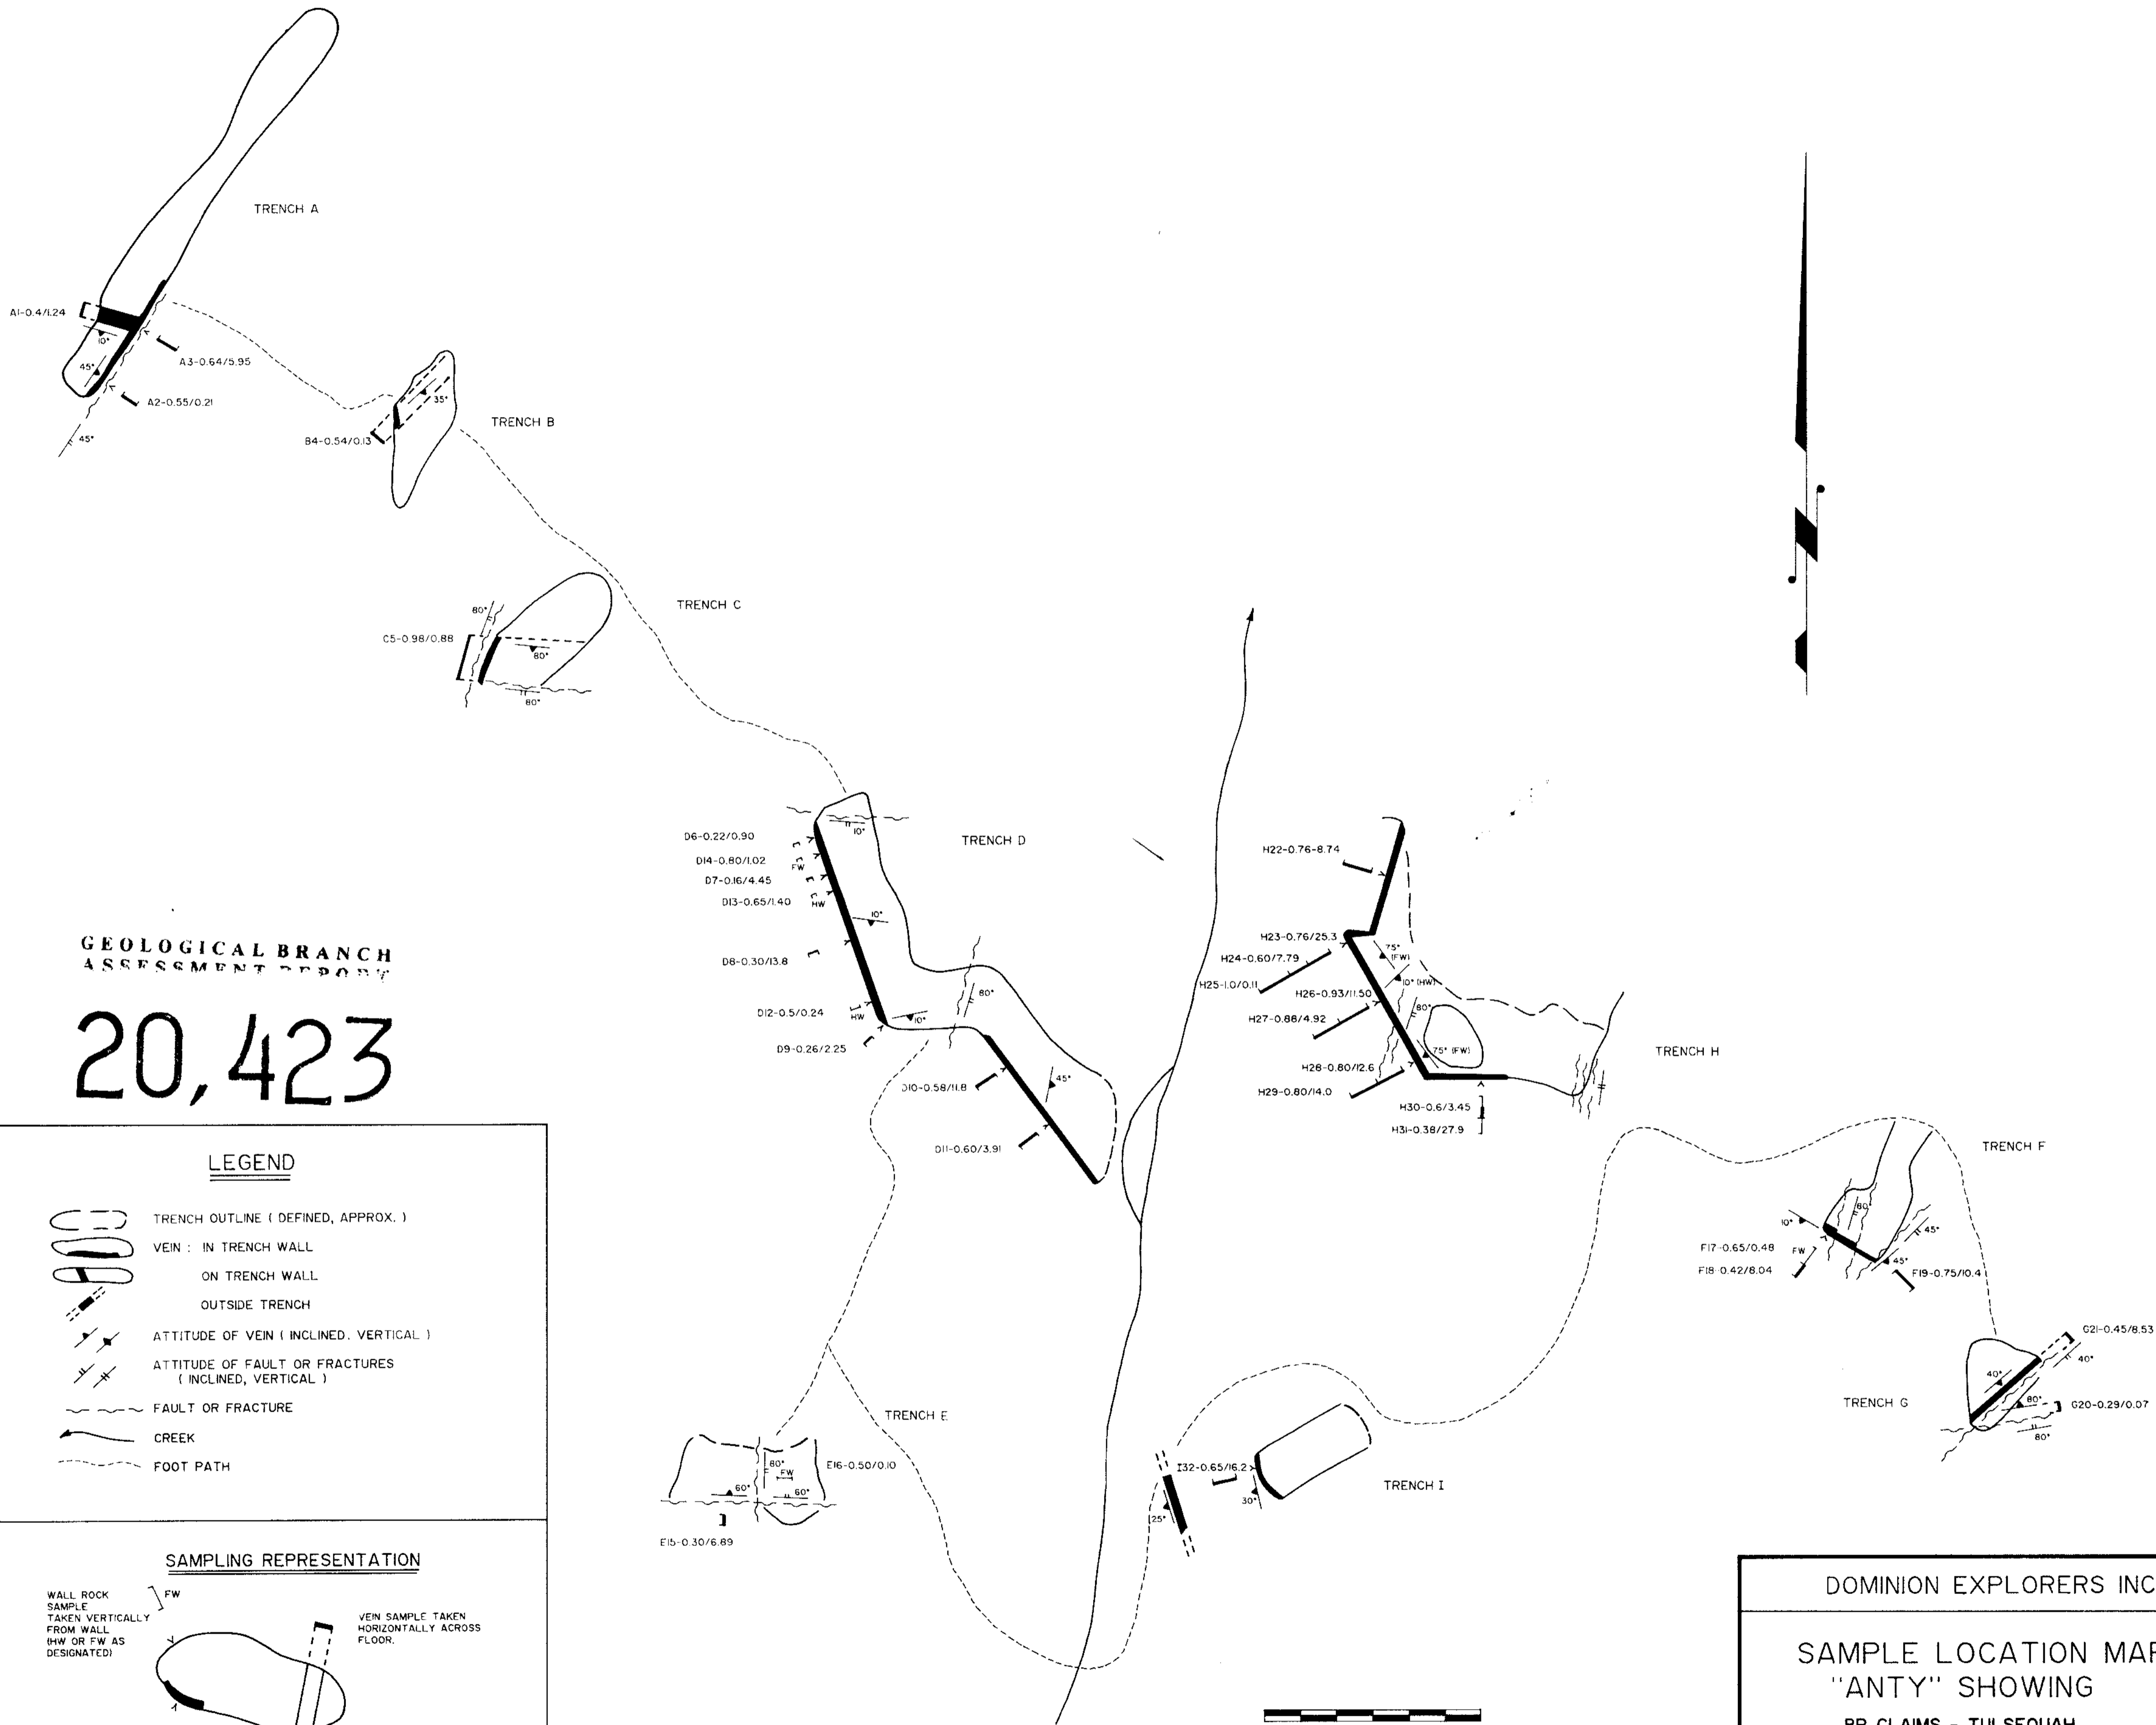 TRENCH A
A1-0.4/1.24
10°
45°
A3-0.64/5.95
A2-0.55/0.21
45°
35°
TRENCH B
B4-0.54/0.13
TRENCH C
80°
C5-0.98/0.88
80°
80°
D6-0.22/0.90
10°
TRENCH D
D14-0.80/1.02
FW
D7-0.16/4.45
D13-0.65/1.40
HW
10°
D8-0.30/13.8
D12-0.5/0.24
HW
10°
80°
D9-0.26/2.25
D10-0.58/11.8
45°
D11-0.60/3.91
H22-0.76-8.74
H23-0.76/25.3
75°
(FW)
H24-0.60/7.79
H25-1.0/0.11
10° (HW)
H26-0.93/11.50
80°
H27-0.88/4.92
75° (FW)
TRENCH H
H28-0.80/12.6
H29-0.80/14.0
H30-0.6/3.45
H31-0.38/27.9
TRENCH F
10°
60°
45°
F17-0.65/0.48
FW
F18-0.42/8.04
45°
F19-0.75/10.4
G21-0.45/8.53
40°
40°
TRENCH G
80°
G20-0.29/0.07
80°
TRENCH E
E16-0.50/0.10
80°
FW
60°
60°
E15-0.30/6.89
I32-0.65/16.2
30°
25°
TRENCH I
GEOLOGICAL BRANCH
ASSESSMENT REPORT
20,423
LEGEND
TRENCH OUTLINE ( DEFINED, APPROX. )
VEIN : IN TRENCH WALL
ON TRENCH WALL
OUTSIDE TRENCH
ATTITUDE OF VEIN ( INCLINED, VERTICAL )
ATTITUDE OF FAULT OR FRACTURES
( INCLINED, VERTICAL )
FAULT OR FRACTURE
CREEK
FOOT PATH
SAMPLING REPRESENTATION
WALL ROCK
SAMPLE
TAKEN VERTICALLY
FROM WALL
(HW OR FW AS
DESIGNATED)
FW
VEIN SAMPLE TAKEN
HORIZONTALLY ACROSS
FLOOR.
DOMINION EXPLORERS INC
SAMPLE LOCATION MAP
"ANTY" SHOWING
CLAIMS - TULSEQUAH